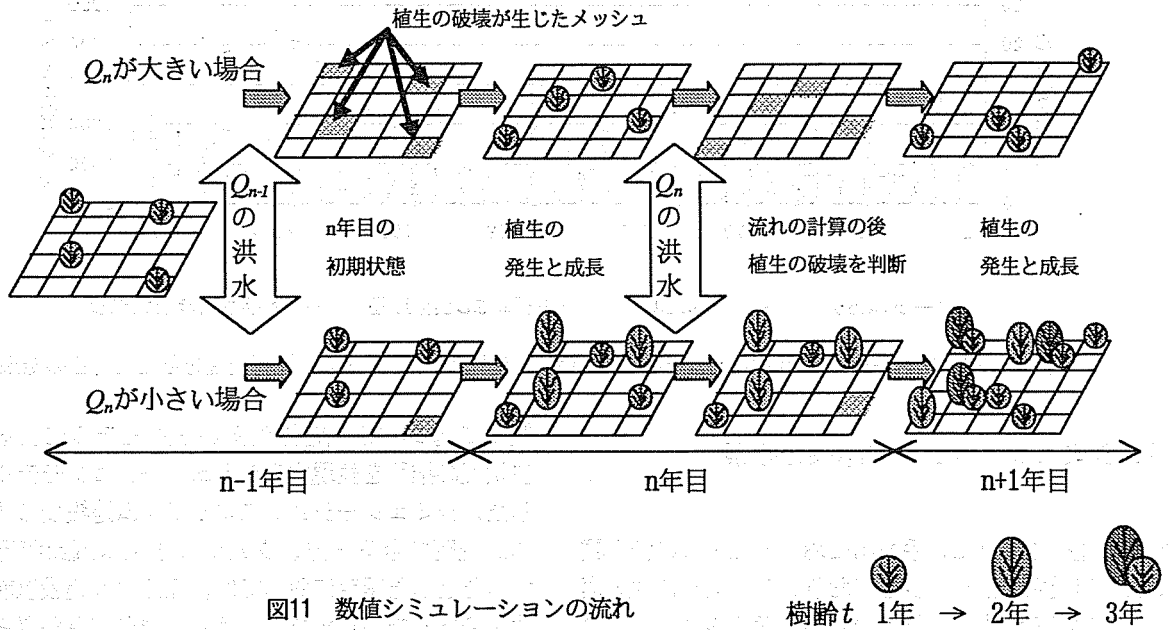 植生の破壊が生じたメッシュ
Qnが大きい場合
Qn-1の洪水
n年目の
初期状態
植生の
発生と成長
Qnの洪水
流れの計算の後
植生の破壊を判断
植生の
発生と成長
Qnが小さい場合
n-1年目
n年目
n+1年目
図11 数値シミュレーションの流れ
樹齢t 1年 → 2年 → 3年